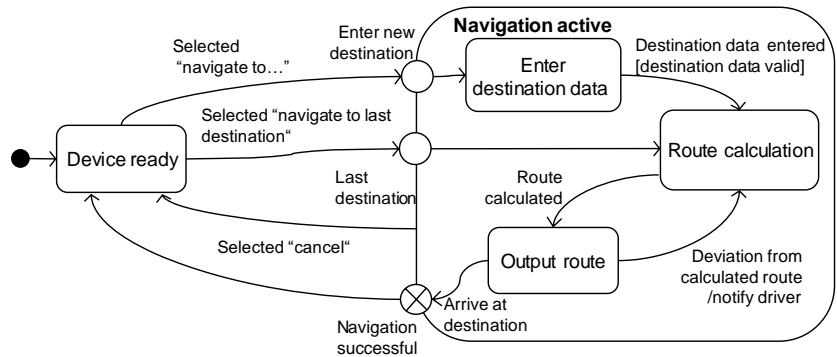 Navigation active
Enter new
destination
Selected
“navigate to…”
Enter
destination data
Destination data entered
[destination data valid]
Selected “navigate to last
destination“
Device ready
Route calculation
Last
destination
Route
calculated
Selected “cancel“
Output route
Deviation from
calculated route
/notify driver
Arrive at
destination
Navigation
successful